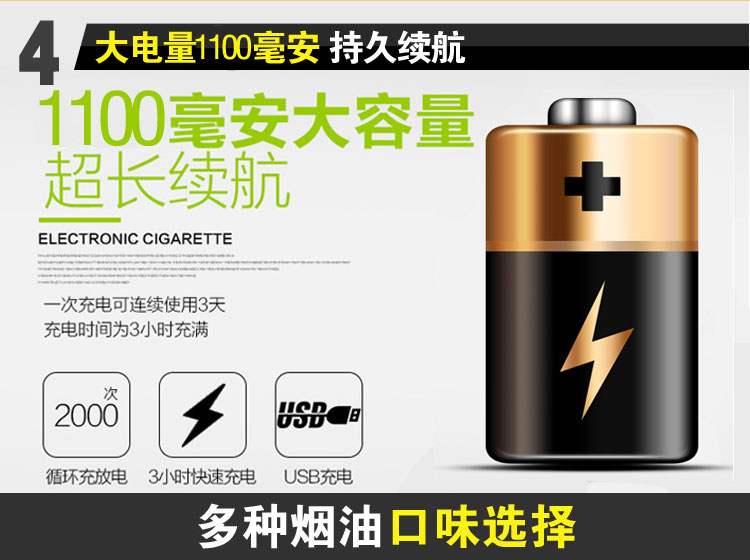 4
大电量1100毫安 持久续航
1100毫安大容量
超长续航
ELECTRONIC CIGARETTE
一次充电可连续使用3天
充电时间为3小时充满
2000次
循环充放电
3小时快速充电
USB
USB充电
多种烟油口味选择